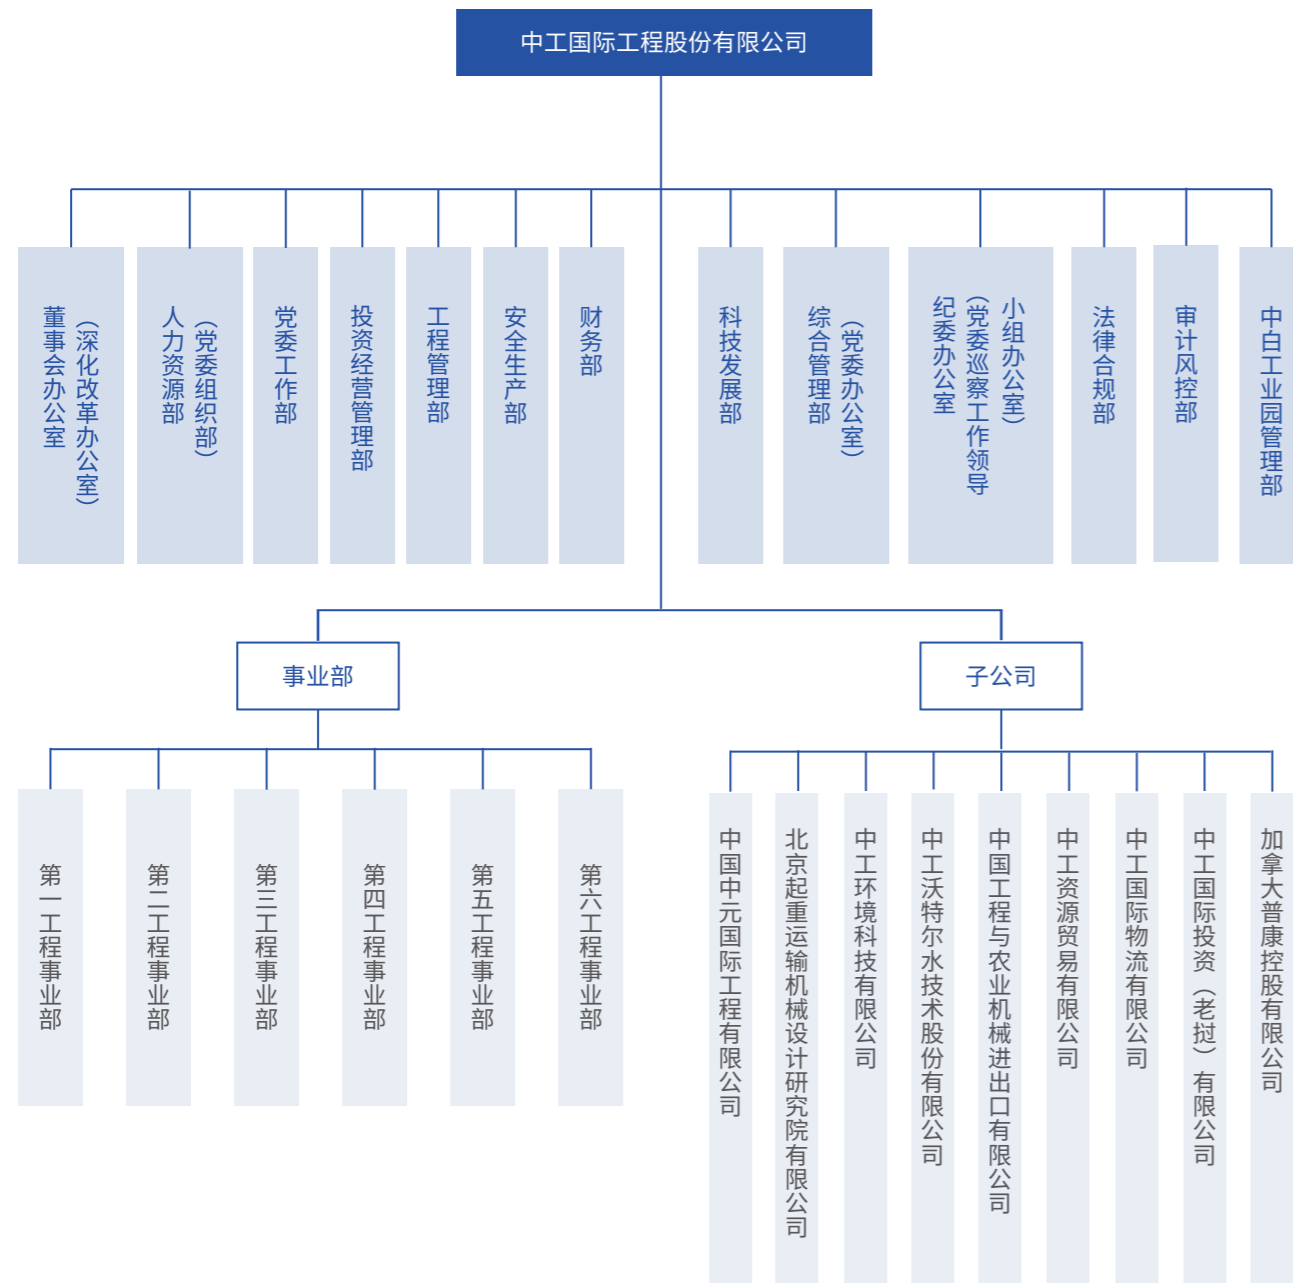 中工国际工程股份有限公司
董事会办公室
（深化改革办公室）
人力资源部
（党委组织部）
党委工作部
投资经营管理部
工程管理部
安全生产部
财务部
科技发展部
综合管理部
（党委办公室）
纪委办公室
（党委巡察工作领导
小组办公室）
法律合规部
审计风控部
中白工业园管理部
事业部
子公司
第一工程事业部
第二工程事业部
第三工程事业部
第四工程事业部
第五工程事业部
第六工程事业部
中国中元国际工程有限公司
北京起重运输机械设计研究院有限公司
中工环境科技有限公司
中工沃特尔水技术股份有限公司
中国工程与农业机械进出口有限公司
中工资源贸易有限公司
中工国际物流有限公司
中工国际投资（老挝）有限公司
加拿大普康控股有限公司